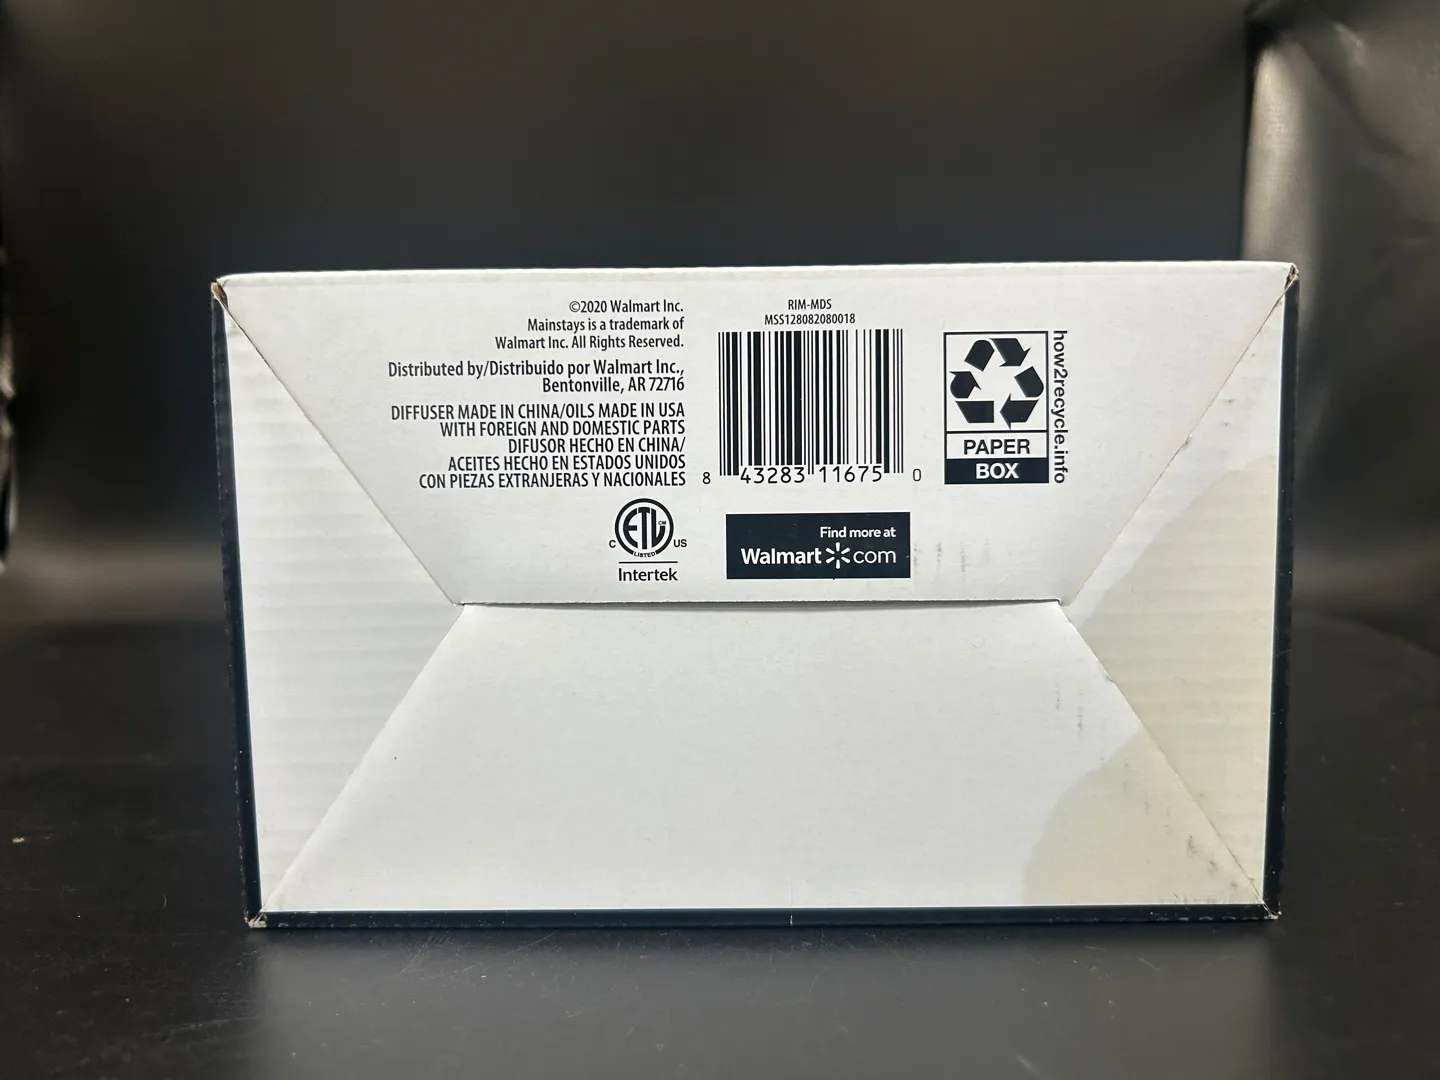 ©2020 Walmart Inc.
Mainstays is a trademark of
Walmart Inc. All Rights Reserved.
Distributed by/Distribuido por Walmart Inc.,
Bentonville, AR 72716
DIFFUSER MADE IN CHINA/OILS MADE IN USA
WITH FOREIGN AND DOMESTIC PARTS
DIFUSOR HECHO EN CHINA/
ACEITES HECHO EN ESTADOS UNIDOS
CON PIEZAS EXTRANJERAS Y NACIONALES
C ETL CM US
LISTED
Intertek
RIM-MDS
MSS128082080018
8 43283 11675 0
Find more at
Walmart com
PAPER
BOX
how2recycle.info